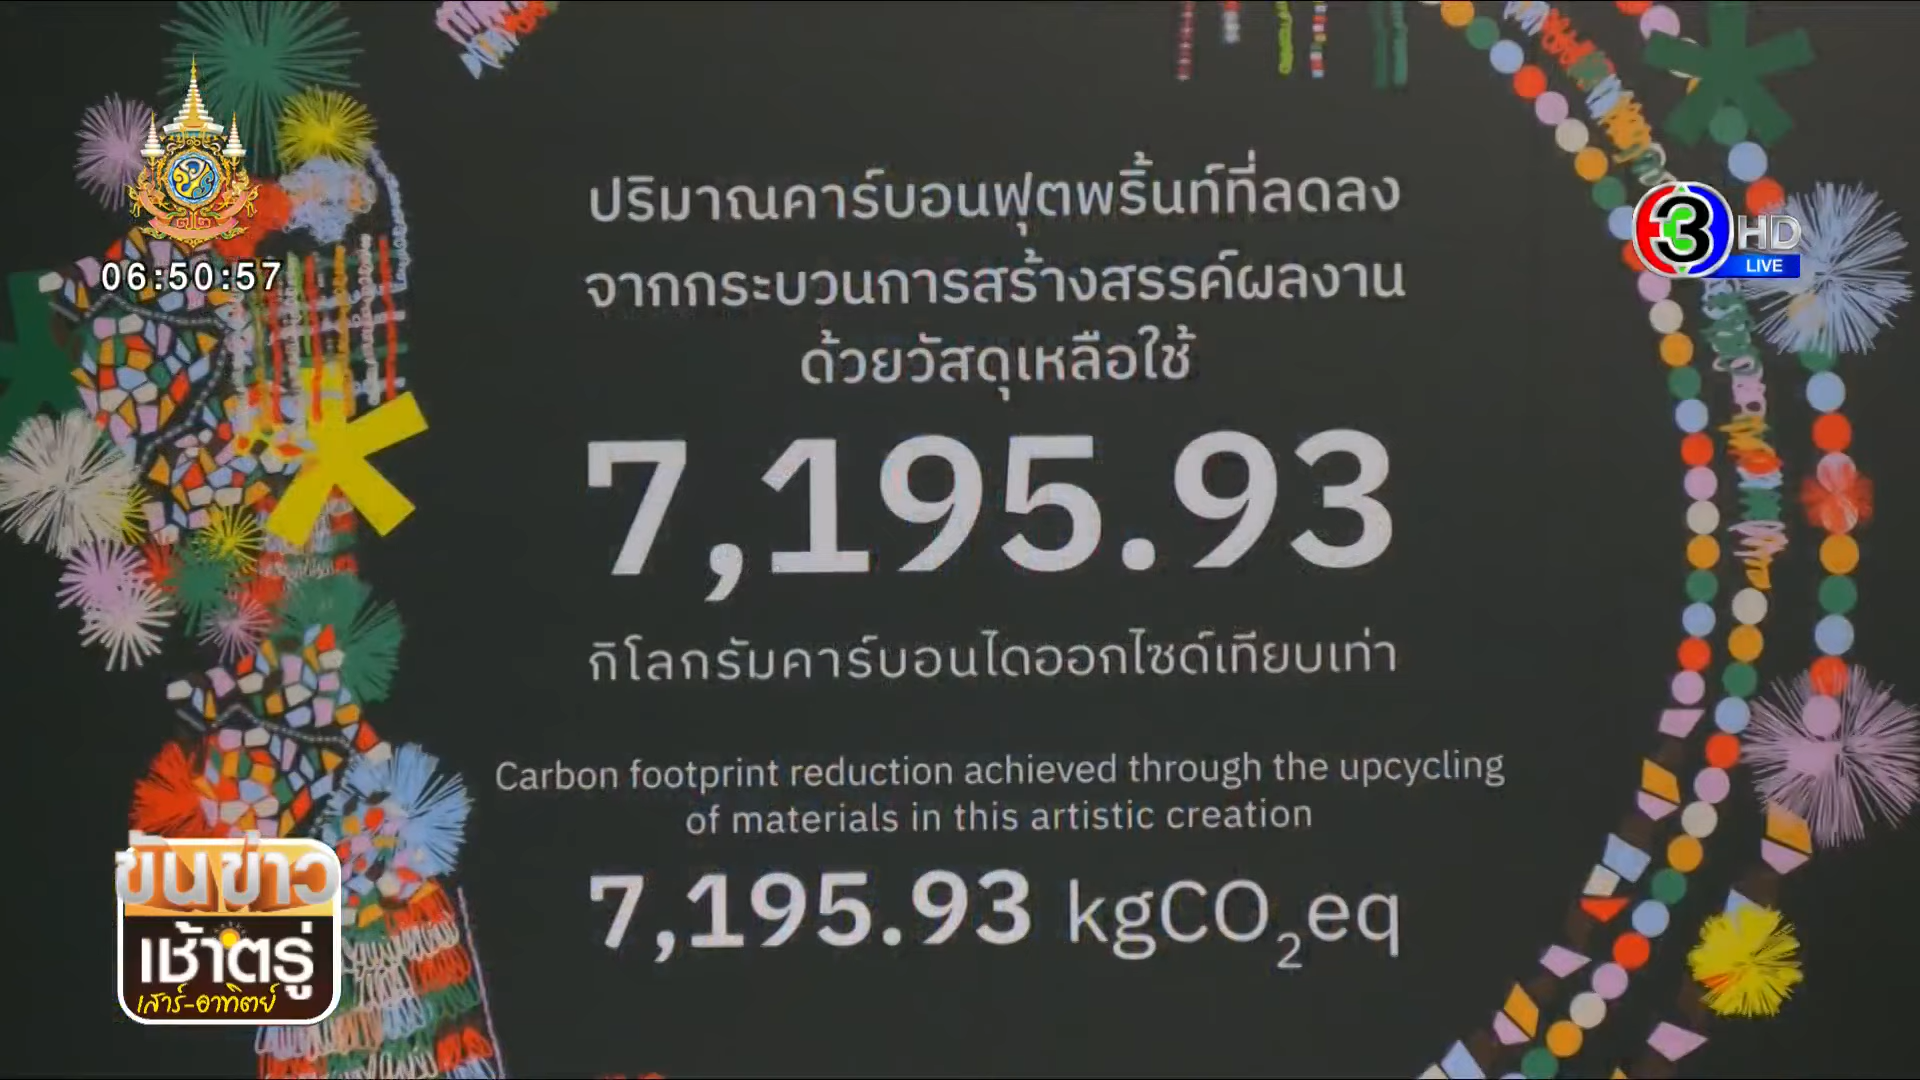 06:50:57
3 HD
LIVE
ปริมาณคาร์บอนฟุตพริ้นท์ที่ลดลง
จากกระบวนการสร้างสรรค์ผลงาน
ด้วยวัสดุเหลือใช้
7,195.93
กิโลกรัมคาร์บอนไดออกไซด์เทียบเท่า
Carbon footprint reduction achieved through the upcycling
of materials in this artistic creation
7,195.93 kgCO₂eq
ขันข่าว
เช้าตรู่
เสาร์-อาทิตย์